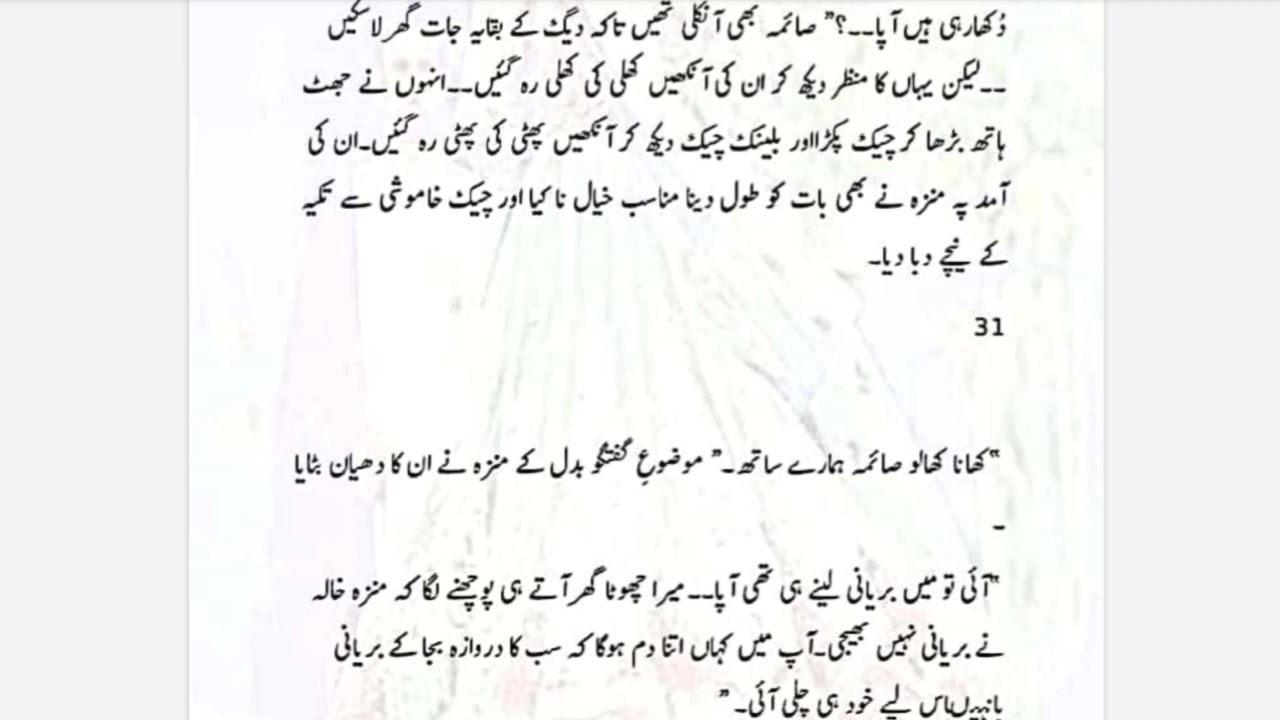 دُکھارہی ہیں آپا۔۔؟” صائمہ بھی آنکلی تھیں تاکہ دیگ کے بقایہ جات گھر لا سکیں
۔۔لیکن یہاں کا منظر دیکھ کر ان کی آنکھیں کھلی کی کھلی رہ گئیں۔۔انہوں نے جھٹ
ہاتھ بڑھا کر چیک پکڑااور بلینک چیک دیکھ کر آنکھیں پھٹی کی پھٹی رہ گئیں۔ان کی
آمد پہ منزہ نے بھی بات کو طول دینا مناسب خیال نا کیا اور چیک خاموشی سے تکیہ
کے نیچے دبا دیا۔
31
“کھانا کھالو صائمہ ہمارے ساتھ۔” موضوعِ گفتگو بدل کے منزہ نے ان کا دھیان بٹایا
۔
“آئی تو میں بریانی لینے ہی تھی آپا۔۔میرا چھوٹا گھر آتے ہی پوچھنے لگا کہ منزہ خالہ
نے بریانی نہیں بھیجی۔آپ میں کہاں اتنا دم ہوگا کہ سب کا دروازہ بجا کے بریانی
بانٹیں،اس لیے خود ہی چلی آئی۔”